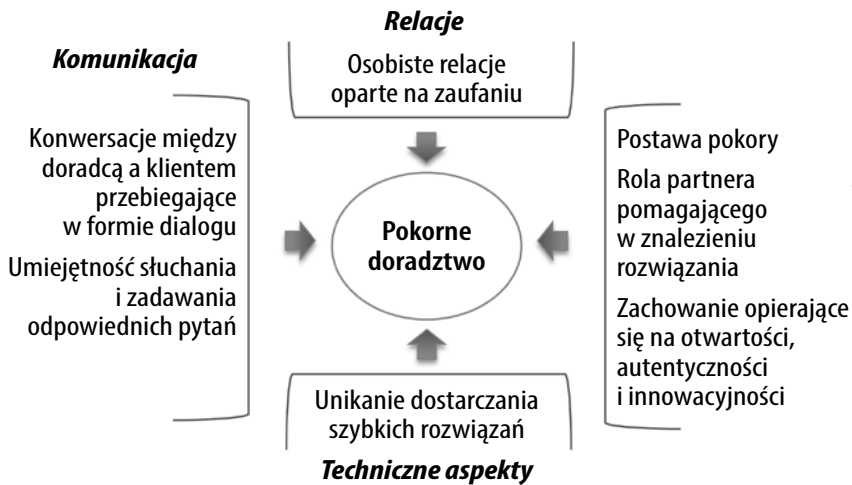 Relacje
Osobiste relacje
oparte na zaufaniu
Komunikacja
Konwersacje między
doradcą a klientem
przebiegające
w formie dialogu
Umiejętność słuchania
i zadawania
odpowiednich pytań
Pokorne
doradztwo
Postawa pokory
Rola partnera
pomagającego
w znalezieniu
rozwiązania
Zachowanie opierające
się na otwartości,
autentyczności
i innowacyjności
Unikanie dostarczania
szybkich rozwiązań
Techniczne aspekty